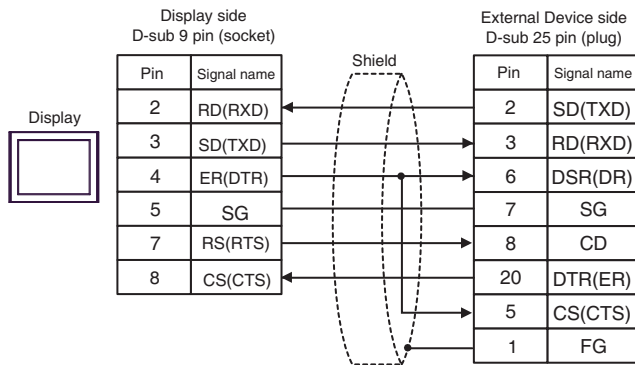 Display side
D-sub 9 pin (socket)
External Device side
D-sub 25 pin (plug)
Shield
Display
Pin Signal name
2 RD(RXD)
3 SD(TXD)
4 ER(DTR)
5 SG
7 RS(RTS)
8 CS(CTS)
Pin Signal name
2 SD(TXD)
3 RD(RXD)
6 DSR(DR)
7 SG
8 CD
20 DTR(ER)
5 CS(CTS)
1 FG